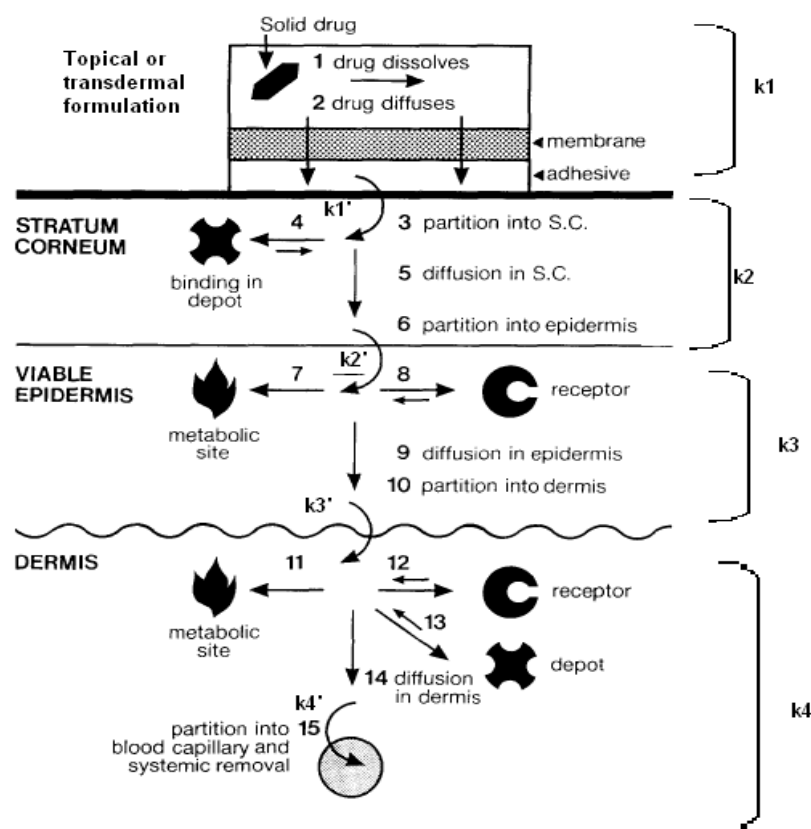 Solid drug
Topical or
transdermal
formulation
1 drug dissolves
2 drug diffuses
k1
membrane
adhesive
k1'
STRATUM
CORNEUM
4
3 partition into S.C.
binding in
depot
5 diffusion in S.C.
k2
6 partition into epidermis
k2'
VIABLE
EPIDERMIS
7
8
receptor
metabolic
site
9 diffusion in epidermis
k3
10 partition into dermis
k3'
DERMIS
11
12
receptor
metabolic
site
13
depot
14 diffusion
in dermis
k4
k4'
partition into 15
blood capillary and
systemic removal